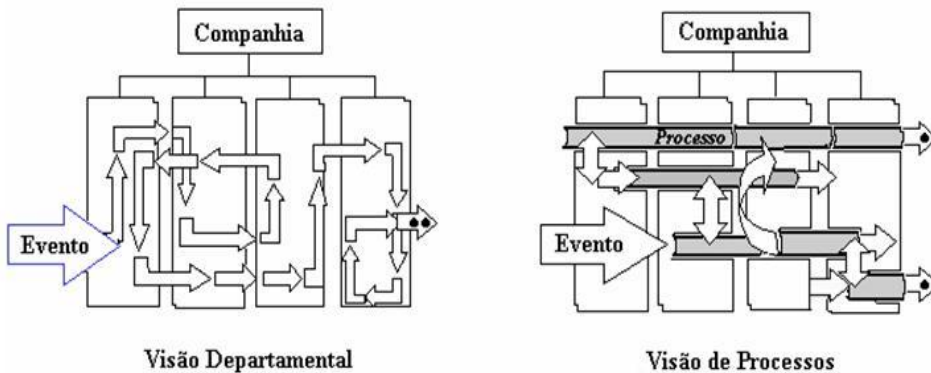 Companhia
Evento
Visão Departamental
Companhia
Processo
Evento
Visão de Processos